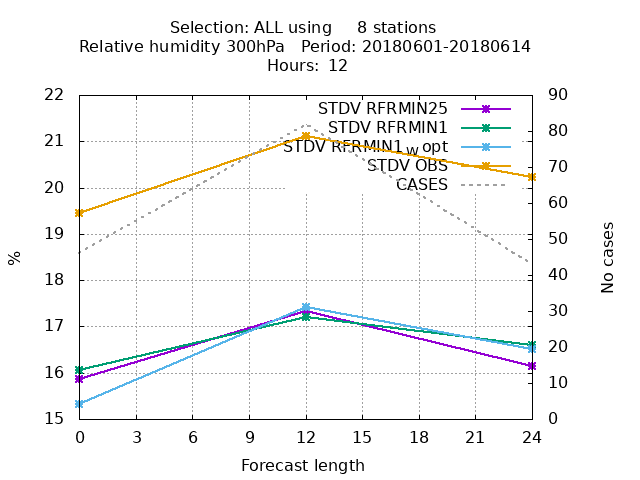 Selection: ALL using     8 stations
Relative humidity 300hPa   Period: 20180601-20180614
Hours:  12
22
21
20
19
18
17
16
15
90
80
70
60
50
40
30
20
10
0
STDV RFRMIN25
STDV RFRMIN1
STDV RFRMIN1_W opt
STDV OBS
CASES
%
No cases
0 3 6 9 12 15 18 21 24
Forecast length